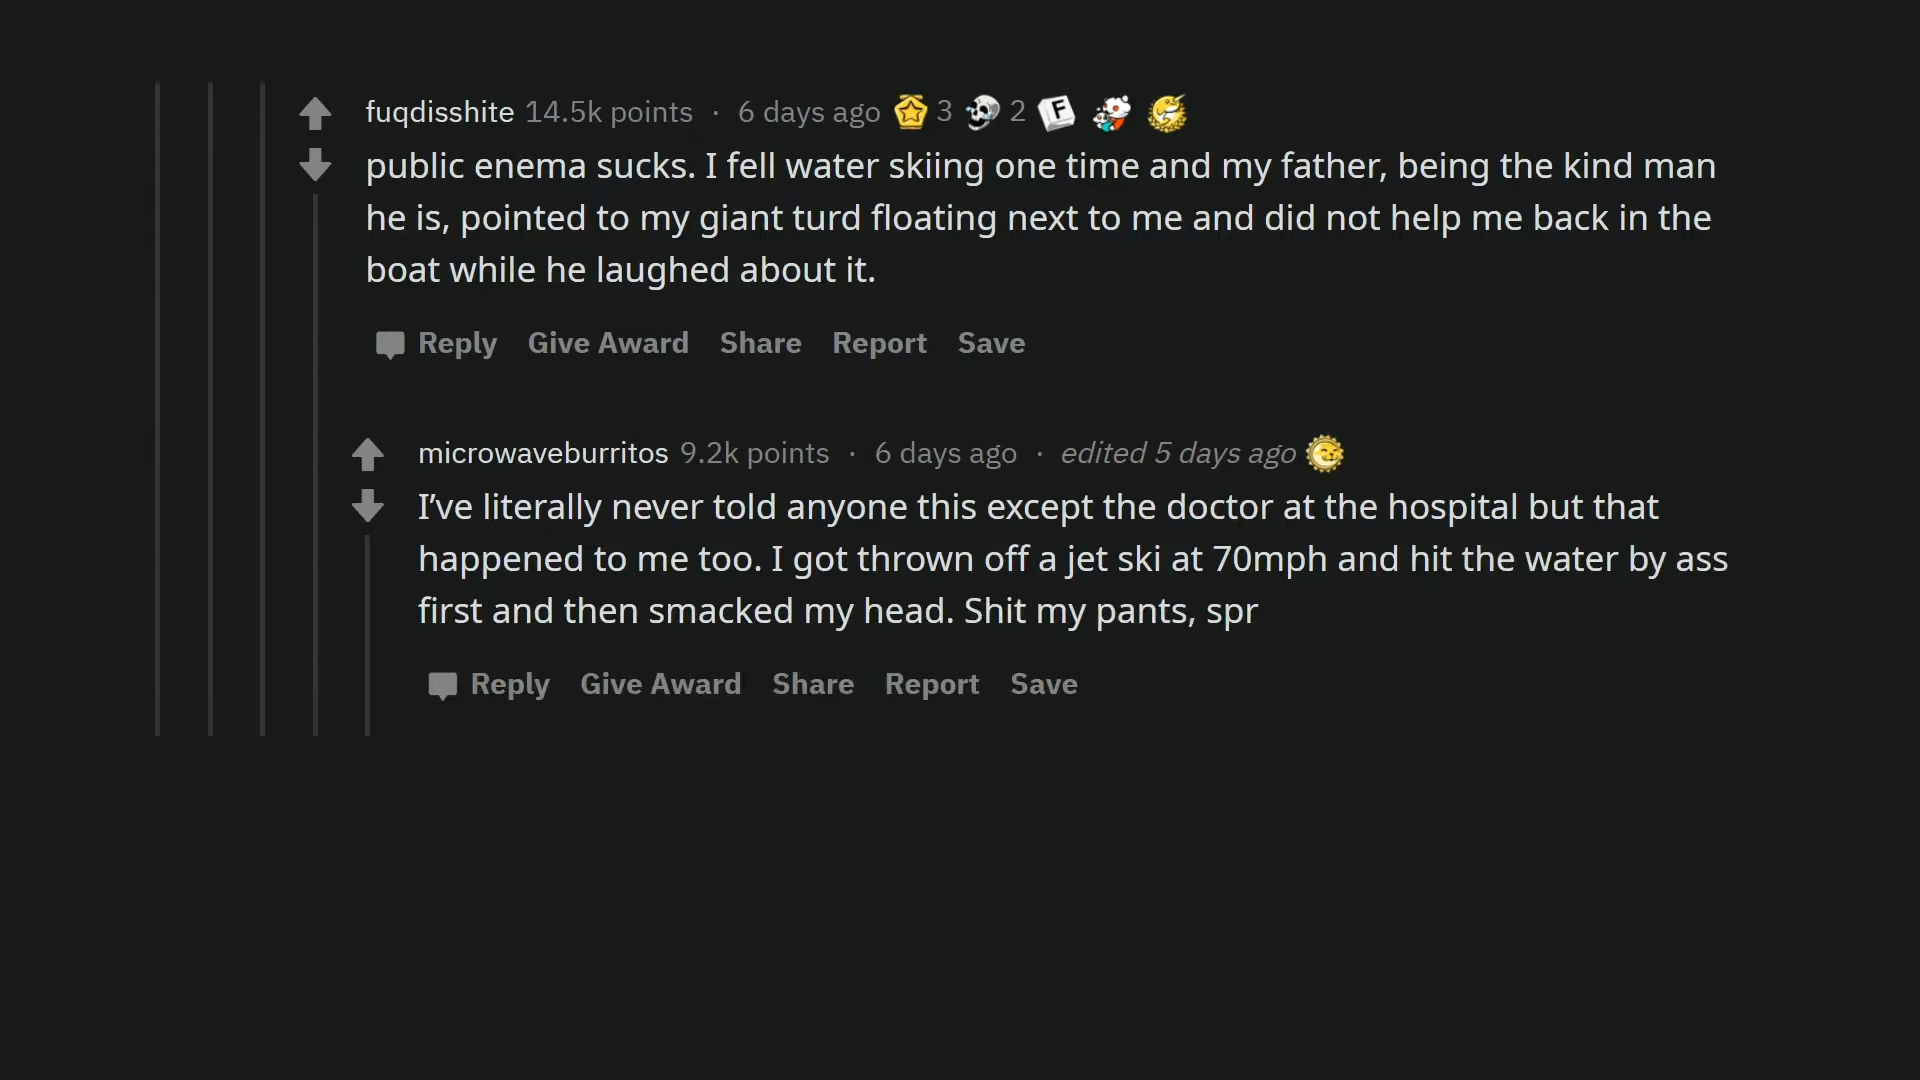 fuqdisshite 14.5k points · 6 days ago 3 2 F
public enema sucks. I fell water skiing one time and my father, being the kind man
he is, pointed to my giant turd floating next to me and did not help me back in the
boat while he laughed about it.
Reply Give Award Share Report Save
microwaveburritos 9.2k points · 6 days ago · edited 5 days ago
I’ve literally never told anyone this except the doctor at the hospital but that
happened to me too. I got thrown off a jet ski at 70mph and hit the water by ass
first and then smacked my head. Shit my pants, spr
Reply Give Award Share Report Save